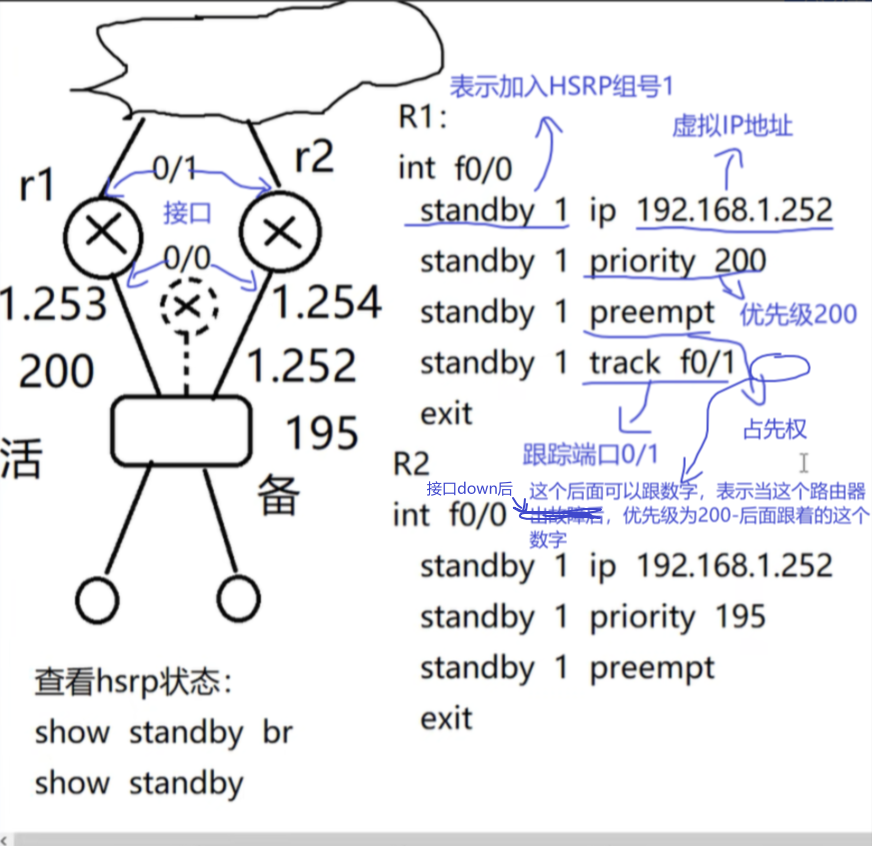 r1
0/1
r2
接口
0/0
1.253
1.254
200
1.252
195
活
备
查看hsrp状态:
show standby br
show standby
表示加入HSRP组号1
R1:
虚拟IP地址
int f0/0
standby 1 ip 192.168.1.252
standby 1 priority 200
standby 1 preempt
优先级200
standby 1 track f0/1
exit
占先权
跟踪端口0/1
R2
接口down后
这个后面可以跟数字，表示当这个路由器
int f0/0
出故障后，优先级为200-后面跟着的这个
数字
standby 1 ip 192.168.1.252
standby 1 priority 195
standby 1 preempt
exit